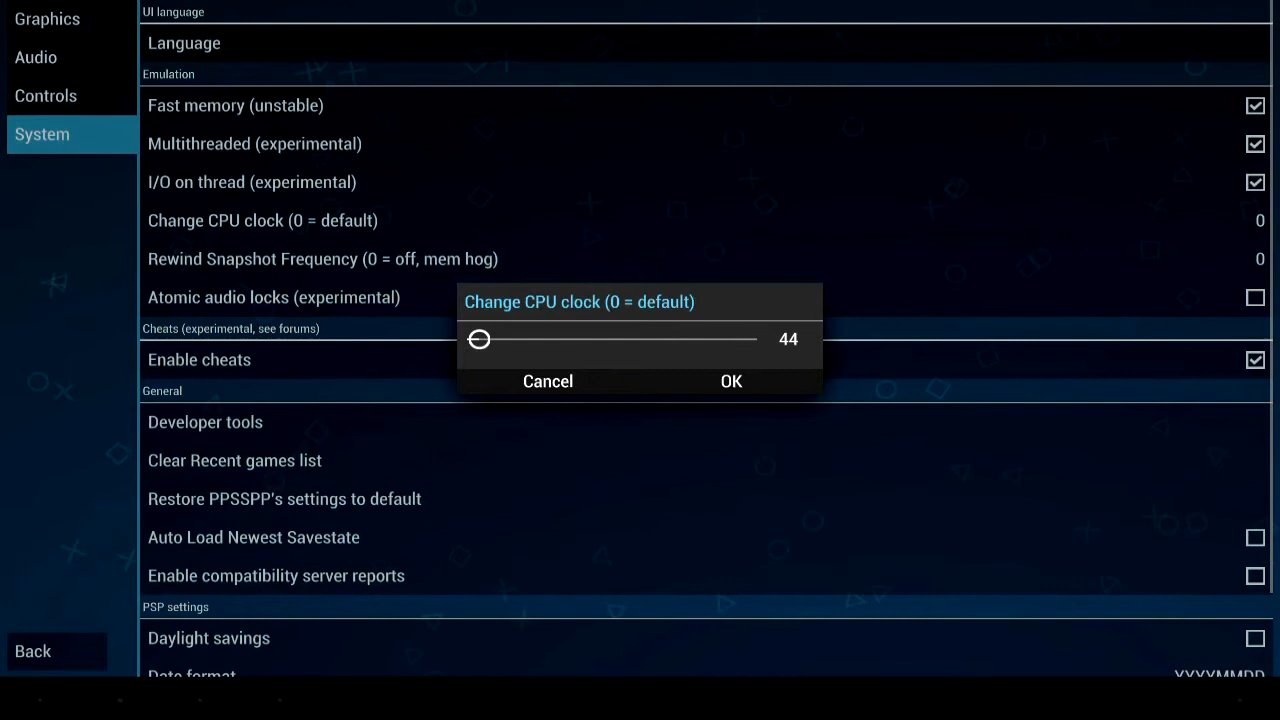 Graphics
Audio
Controls
System
Back
UI language
Language
Emulation
Fast memory (unstable)
Multithreaded (experimental)
I/O on thread (experimental)
Change CPU clock (0 = default) 0
Rewind Snapshot Frequency (0 = off, mem hog) 0
Atomic audio locks (experimental)
Cheats (experimental, see forums)
Enable cheats
General
Developer tools
Clear Recent games list
Restore PPSSPP's settings to default
Auto Load Newest Savestate
Enable compatibility server reports
PSP settings
Daylight savings
Date format YYYYMMDD
Change CPU clock (0 = default)
44
Cancel OK